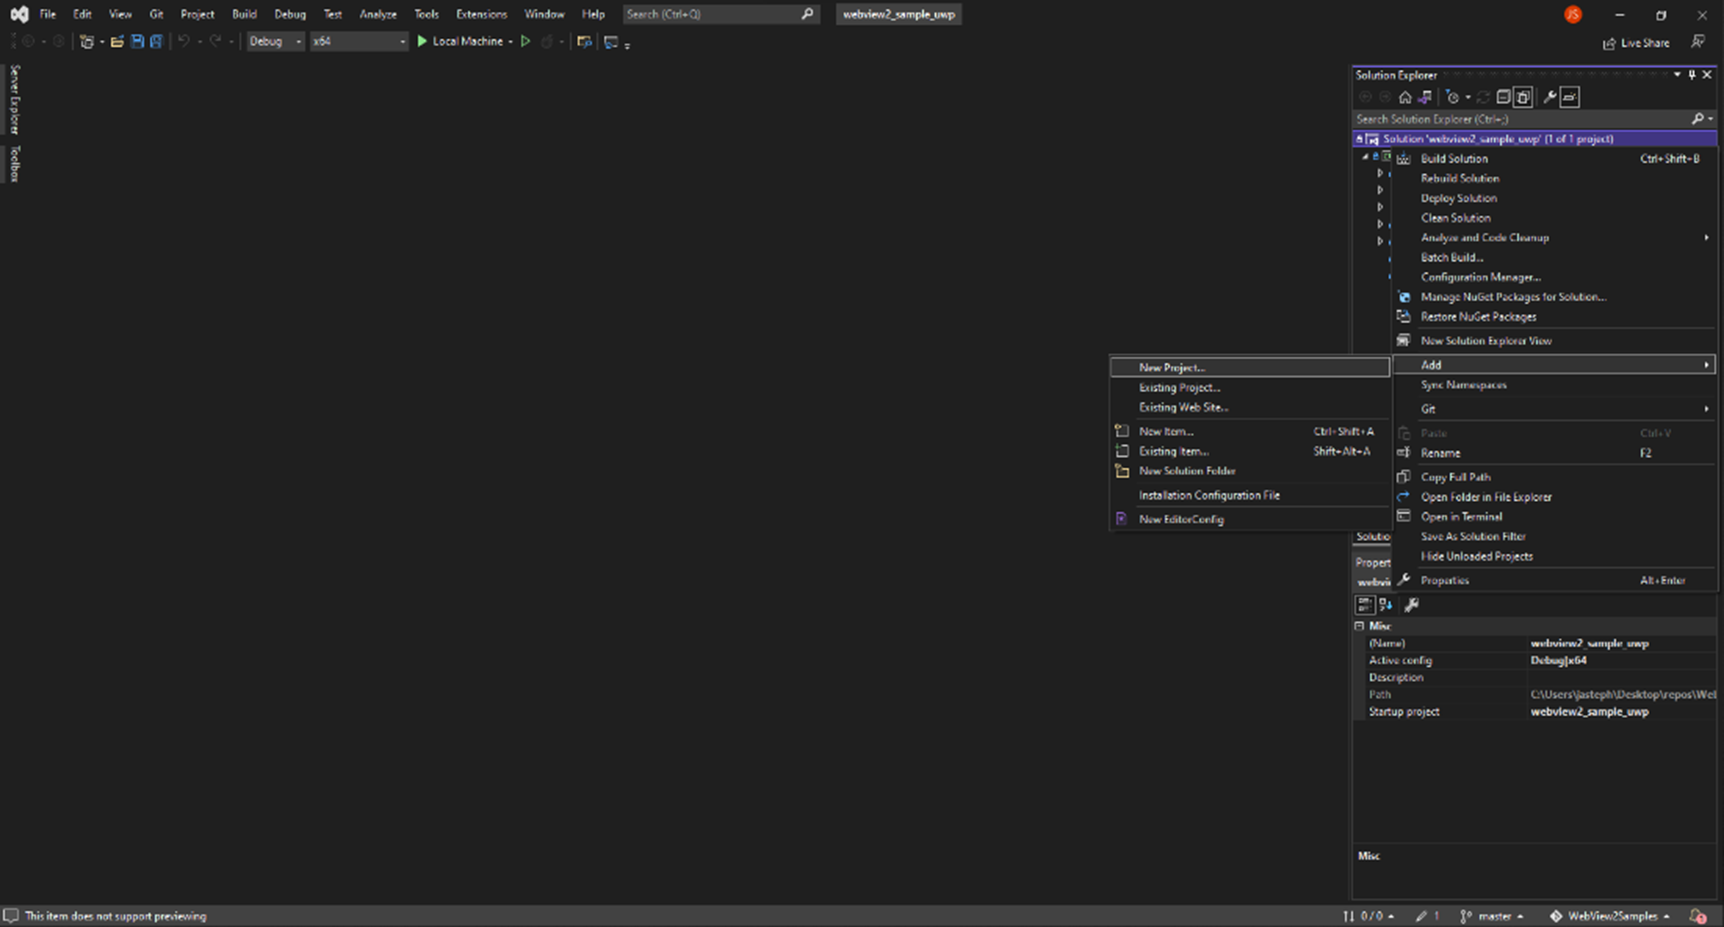 File Edit View Git Project Build Debug Test Analyze Tools Extensions Window Help Search (Ctrl+Q) webview2_sample_uwp JS
Debug x64 Local Machine Live Share
Server Explorer
Toolbox
Solution Explorer
Search Solution Explorer (Ctrl+;)
Solution 'webview2_sample_uwp' (1 of 1 project)
Build Solution Ctrl+Shift+B
Rebuild Solution
Deploy Solution
Clean Solution
Analyze and Code Cleanup
Batch Build...
Configuration Manager...
Manage NuGet Packages for Solution...
Restore NuGet Packages
New Solution Explorer View
Add
Sync Namespaces
Git
Paste Ctrl+V
Rename F2
Copy Full Path
Open Folder in File Explorer
Open in Terminal
Save As Solution Filter
Hide Unloaded Projects
Properties Alt+Enter
New Project...
Existing Project...
Existing Web Site...
New Item... Ctrl+Shift+A
Existing Item... Shift+Alt+A
New Solution Folder
Installation Configuration File
New EditorConfig
Solutio
Propert
webvi
Misc
(Name) webview2_sample_uwp
Active config Debug|x64
Description
Path C:\Users\jasteph\Desktop\repos\Wel
Startup project webview2_sample_uwp
Misc
This item does not support previewing 0 / 0 1 master WebView2Samples 1